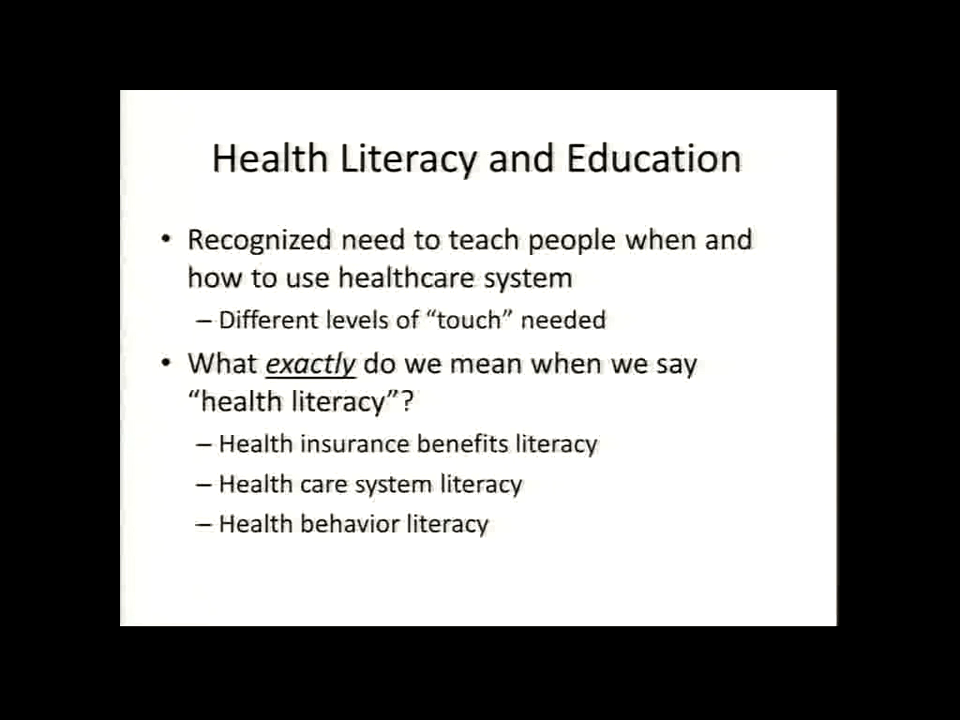 Health Literacy and Education
• Recognized need to teach people when and
how to use healthcare system
– Different levels of “touch” needed
• What exactly do we mean when we say
“health literacy”?
– Health insurance benefits literacy
– Health care system literacy
– Health behavior literacy